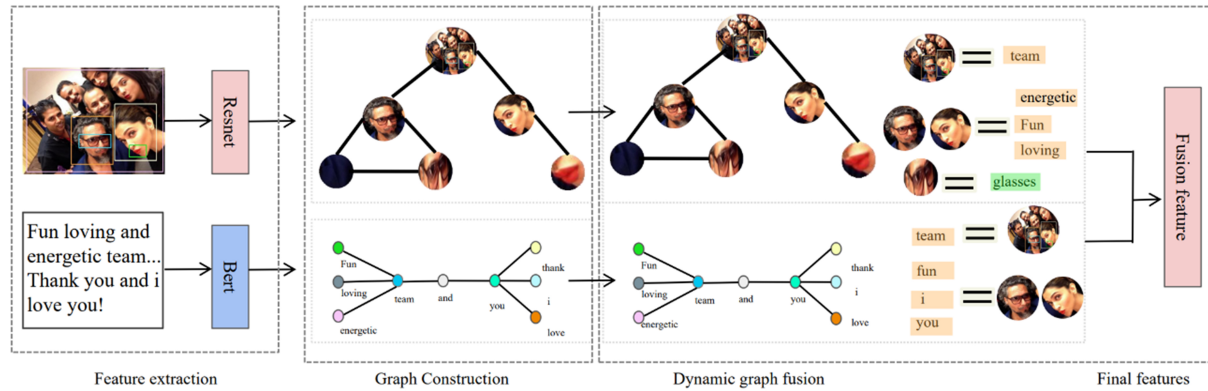 Resnet
Fun loving and
energetic team...
Thank you and i
love you!
Bert
Fun
loving
energetic
team
and
you
thank
i
love
Fun
loving
energetic
team
and
you
thank
i
love
team
energetic
Fun
loving
glasses
team
fun
i
you
Fusion feature
Feature extraction
Graph Construction
Dynamic graph fusion
Final features